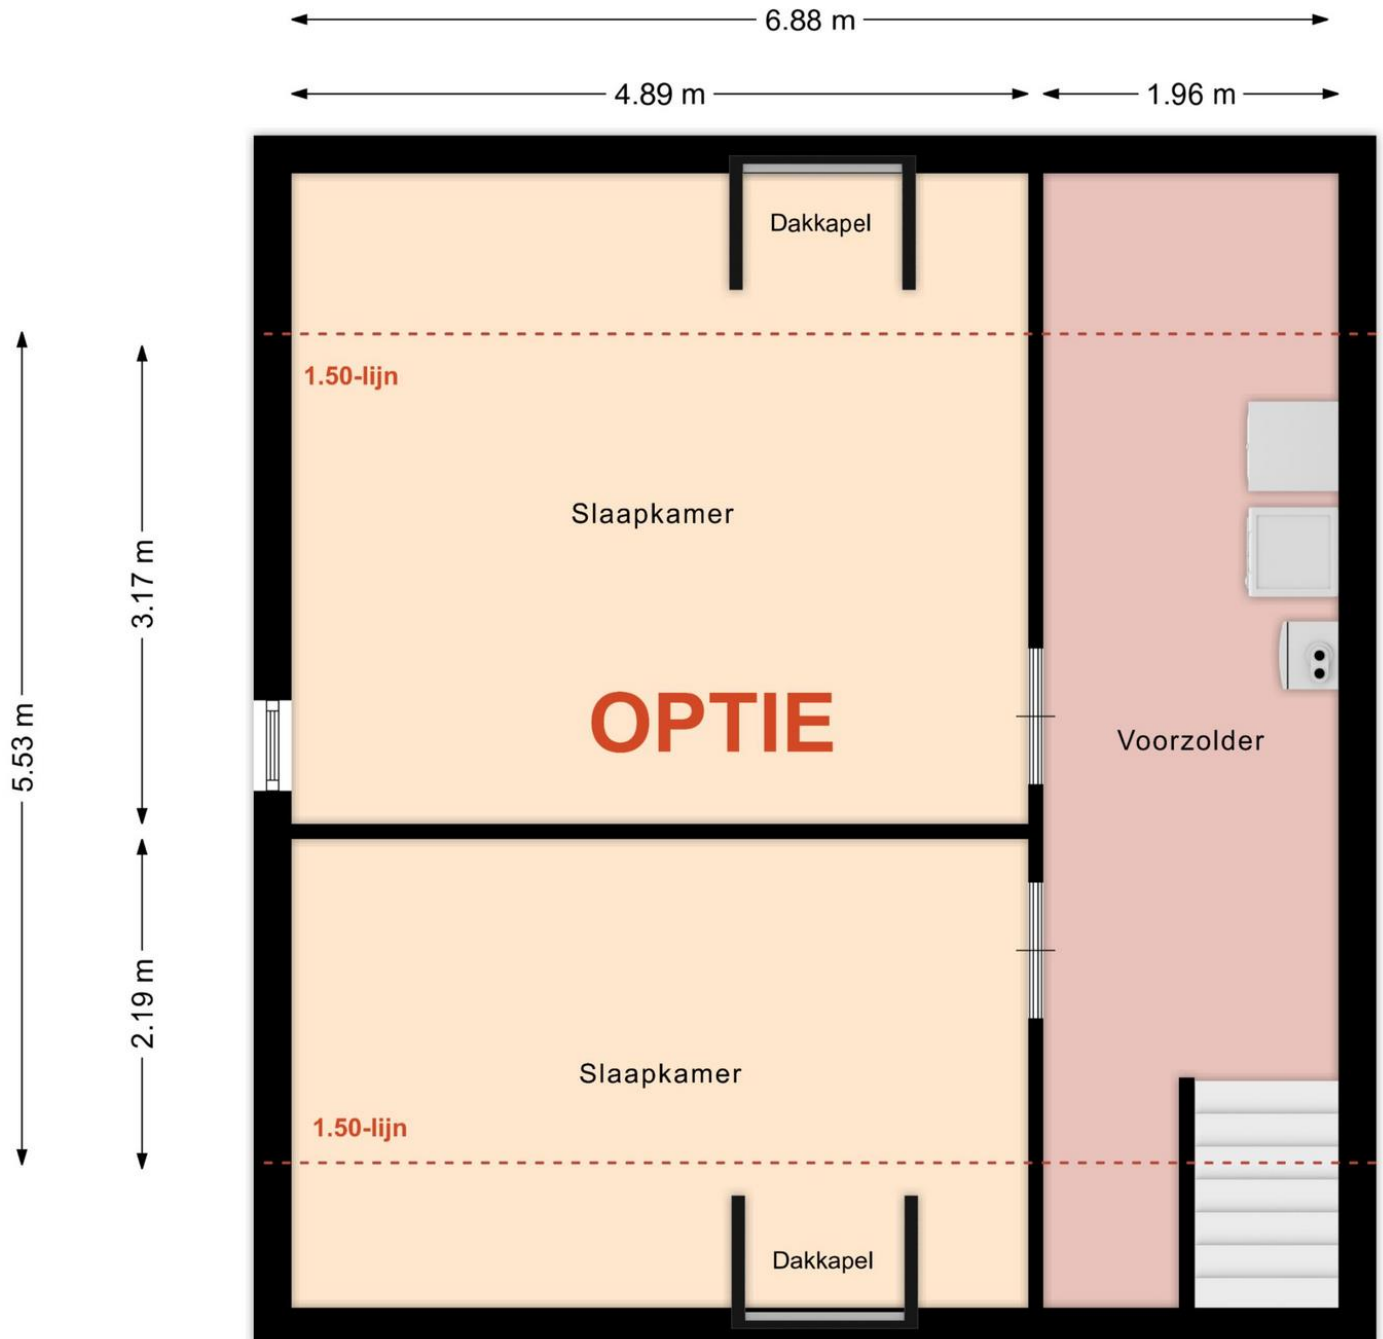 6.88 m
4.89 m
1.96 m
Dakkapel
1.50-lijn
Slaapkamer
3.17 m
OPTIE
5.53 m
Voorzolder
2.19 m
Slaapkamer
1.50-lijn
Dakkapel